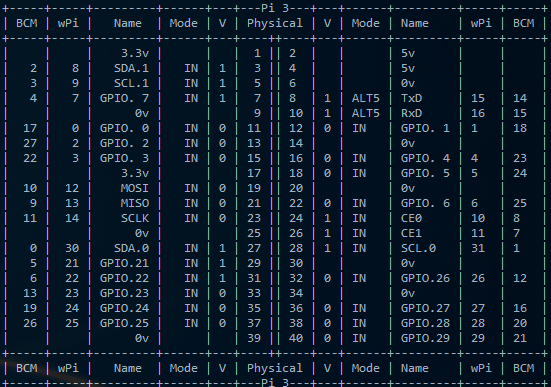 +-----+-----+---------+------+---+---Pi 3---+---+------+---------+-----+-----+
| BCM | wPi |   Name  | Mode | V | Physical | V | Mode | Name    | wPi | BCM |
+-----+-----+---------+------+---+----++----+---+------+---------+-----+-----+
|     |     |    3.3v |      |   |  1 || 2  |   |      | 5v      |     |     |
|   2 |   8 |   SDA.1 |   IN | 1 |  3 || 4  |   |      | 5v      |     |     |
|   3 |   9 |   SCL.1 |   IN | 1 |  5 || 6  |   |      | 0v      |     |     |
|   4 |   7 | GPIO. 7 |   IN | 1 |  7 || 8  | 1 | ALT5 | TxD     | 15  | 14  |
|     |     |      0v |      |   |  9 || 10 | 1 | ALT5 | RxD     | 16  | 15  |
|  17 |   0 | GPIO. 0 |   IN | 0 | 11 || 12 | 0 | IN   | GPIO. 1 | 1   | 18  |
|  27 |   2 | GPIO. 2 |   IN | 0 | 13 || 14 |   |      | 0v      |     |     |
|  22 |   3 | GPIO. 3 |   IN | 0 | 15 || 16 | 0 | IN   | GPIO. 4 | 4   | 23  |
|     |     |    3.3v |      |   | 17 || 18 | 0 | IN   | GPIO. 5 | 5   | 24  |
|  10 |  12 |    MOSI |   IN | 0 | 19 || 20 |   |      | 0v      |     |     |
|   9 |  13 |    MISO |   IN | 0 | 21 || 22 | 0 | IN   | GPIO. 6 | 6   | 25  |
|  11 |  14 |    SCLK |   IN | 0 | 23 || 24 | 1 | IN   | CE0     | 10  | 8   |
|     |     |      0v |      |   | 25 || 26 | 1 | IN   | CE1     | 11  | 7   |
|   0 |  30 |   SDA.0 |   IN | 1 | 27 || 28 | 1 | IN   | SCL.0   | 31  | 1   |
|   5 |  21 | GPIO.21 |   IN | 1 | 29 || 30 |   |      | 0v      |     |     |
|   6 |  22 | GPIO.22 |   IN | 1 | 31 || 32 | 0 | IN   | GPIO.26 | 26  | 12  |
|  13 |  23 | GPIO.23 |   IN | 0 | 33 || 34 |   |      | 0v      |     |     |
|  19 |  24 | GPIO.24 |   IN | 0 | 35 || 36 | 0 | IN   | GPIO.27 | 27  | 16  |
|  26 |  25 | GPIO.25 |   IN | 0 | 37 || 38 | 0 | IN   | GPIO.28 | 28  | 20  |
|     |     |      0v |      |   | 39 || 40 | 0 | IN   | GPIO.29 | 29  | 21  |
+-----+-----+---------+------+---+----++----+---+------+---------+-----+-----+
| BCM | wPi |   Name  | Mode | V | Physical | V | Mode | Name    | wPi | BCM |
+-----+-----+---------+------+---+---Pi 3---+---+------+---------+-----+-----+